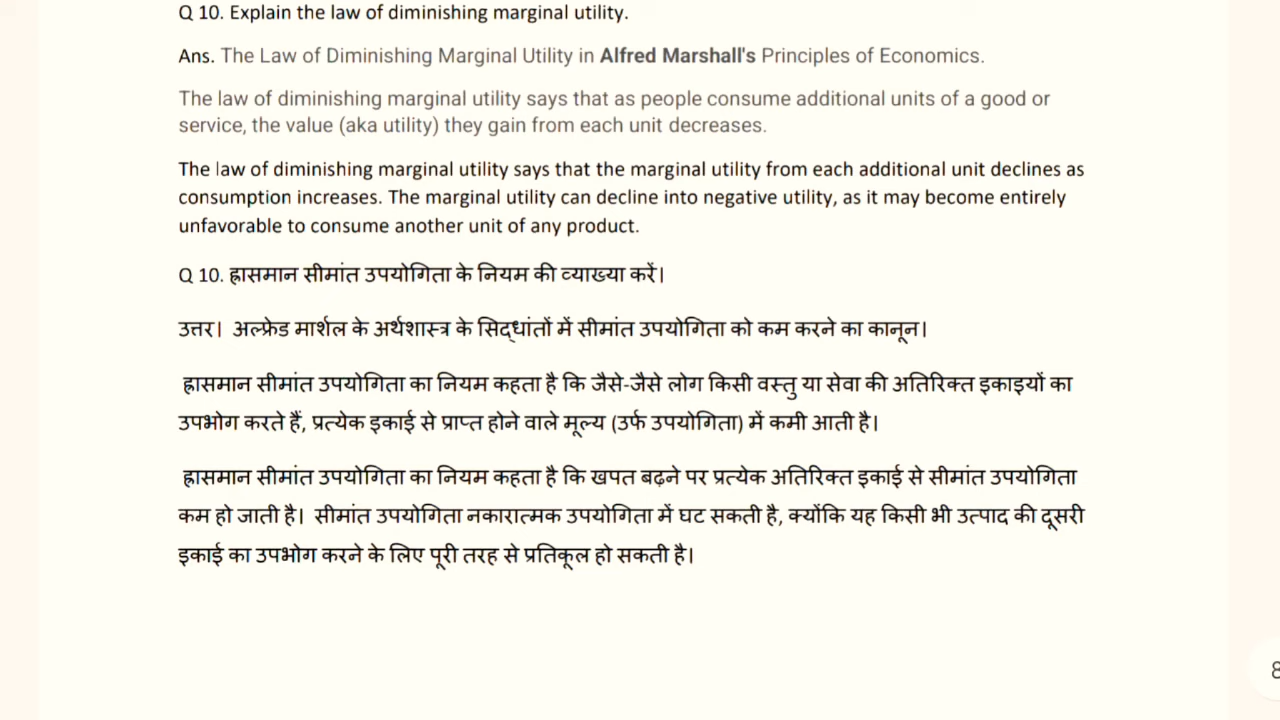 Q 10. Explain the law of diminishing marginal utility.
Ans. The Law of Diminishing Marginal Utility in Alfred Marshall's Principles of Economics.
The law of diminishing marginal utility says that as people consume additional units of a good or
service, the value (aka utility) they gain from each unit decreases.
The law of diminishing marginal utility says that the marginal utility from each additional unit declines as
consumption increases. The marginal utility can decline into negative utility, as it may become entirely
unfavorable to consume another unit of any product.
Q 10. ह्रासमान सीमांत उपयोगिता के नियम की व्याख्या करें।
उत्तर। अल्फ्रेड मार्शल के अर्थशास्त्र के सिद्धांतों में सीमांत उपयोगिता को कम करने का कानून।
ह्रासमान सीमांत उपयोगिता का नियम कहता है कि जैसे-जैसे लोग किसी वस्तु या सेवा की अतिरिक्त इकाइयों का
उपभोग करते हैं, प्रत्येक इकाई से प्राप्त होने वाले मूल्य (उर्फ उपयोगिता) में कमी आती है।
ह्रासमान सीमांत उपयोगिता का नियम कहता है कि खपत बढ़ने पर प्रत्येक अतिरिक्त इकाई से सीमांत उपयोगिता
कम हो जाती है। सीमांत उपयोगिता नकारात्मक उपयोगिता में घट सकती है, क्योंकि यह किसी भी उत्पाद की दूसरी
इकाई का उपभोग करने के लिए पूरी तरह से प्रतिकूल हो सकती है।
8